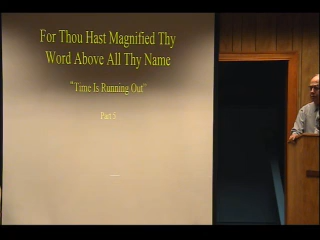 For Thou Hast Magnified Thy
Word Above All Thy Name
"Time Is Running Out"
Part 5